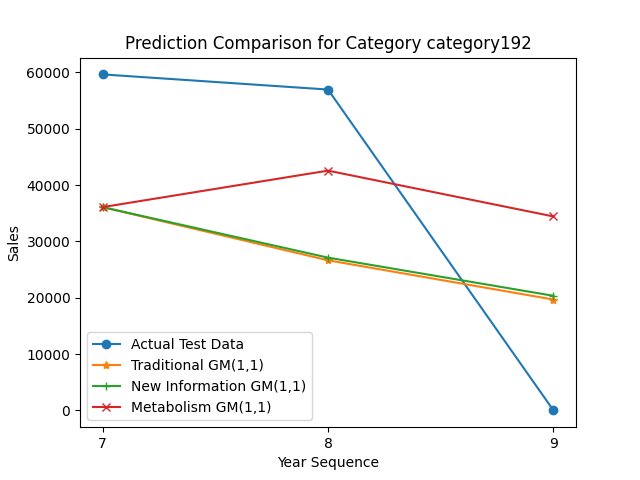 Prediction Comparison for Category category192
60000
50000
40000
30000
20000
10000
0
Sales
Actual Test Data
Traditional GM(1,1)
New Information GM(1,1)
Metabolism GM(1,1)
7 8 9
Year Sequence